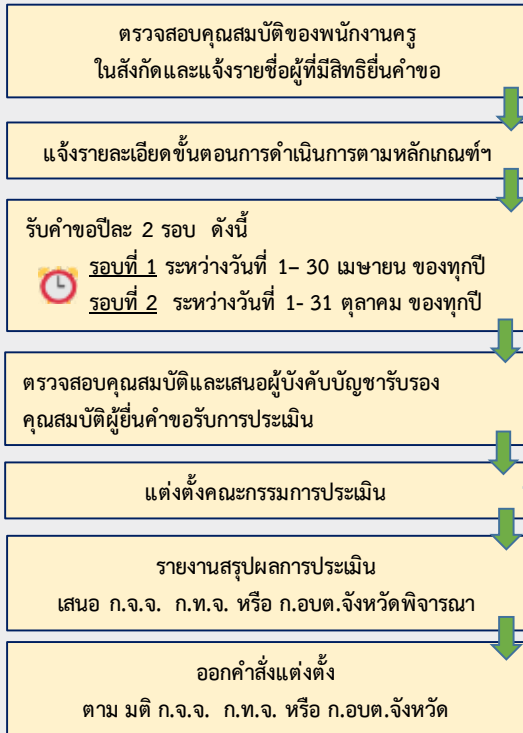 ตรวจสอบคุณสมบัติของพนักงานครู
ในสังกัดและแจ้งรายชื่อผู้ที่มีสิทธิยื่นคำขอ
แจ้งรายละเอียดขั้นตอนการดำเนินการตามหลักเกณฑ์ฯ
รับคำขอปีละ 2 รอบ ดังนี้
รอบที่ 1 ระหว่างวันที่ 1– 30 เมษายน ของทุกปี
รอบที่ 2 ระหว่างวันที่ 1- 31 ตุลาคม ของทุกปี
ตรวจสอบคุณสมบัติและเสนอผู้บังคับบัญชารับรอง
คุณสมบัติผู้ยื่นคำขอรับการประเมิน
แต่งตั้งคณะกรรมการประเมิน
รายงานสรุปผลการประเมิน
เสนอ ก.จ.จ. ก.ท.จ. หรือ ก.อบต.จังหวัดพิจารณา
ออกคำสั่งแต่งตั้ง
ตาม มติ ก.จ.จ. ก.ท.จ. หรือ ก.อบต.จังหวัด